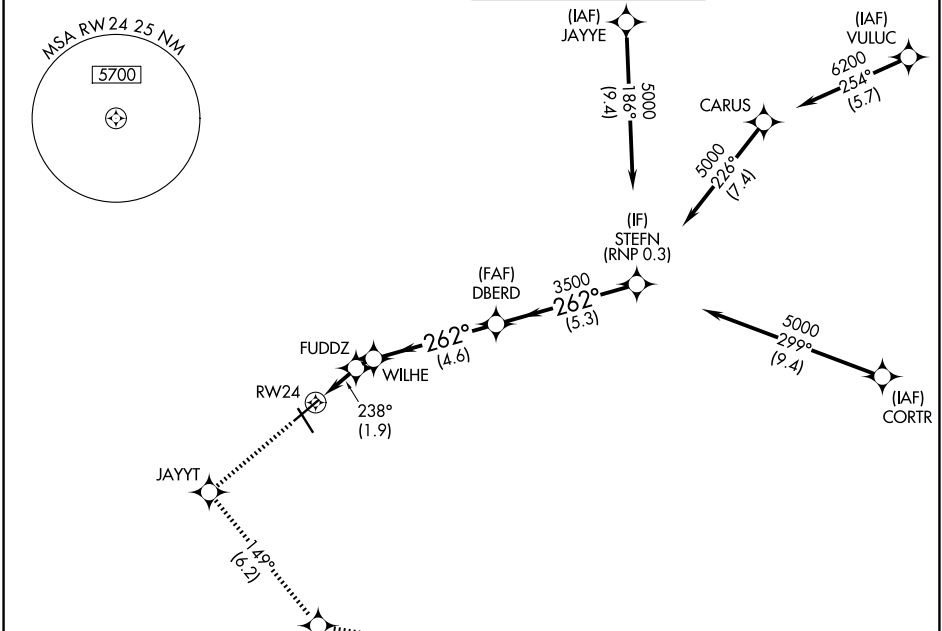 MSA RW24 25 NM
5700
(IAF)
JAYYE
5000
186°
(9.4)
(IAF)
VULUC
6200
254°
(5.7)
CARUS
5000
226°
(7.4)
(IF)
STEFN
(RNP 0.3)
(FAF)
DBERD
3500
262°
(5.3)
262°
(4.6)
5000
299°
(9.4)
(IAF)
CORTR
FUDDZ
WILHE
RW24
238°
(1.9)
JAYYT
149°
(6.2)